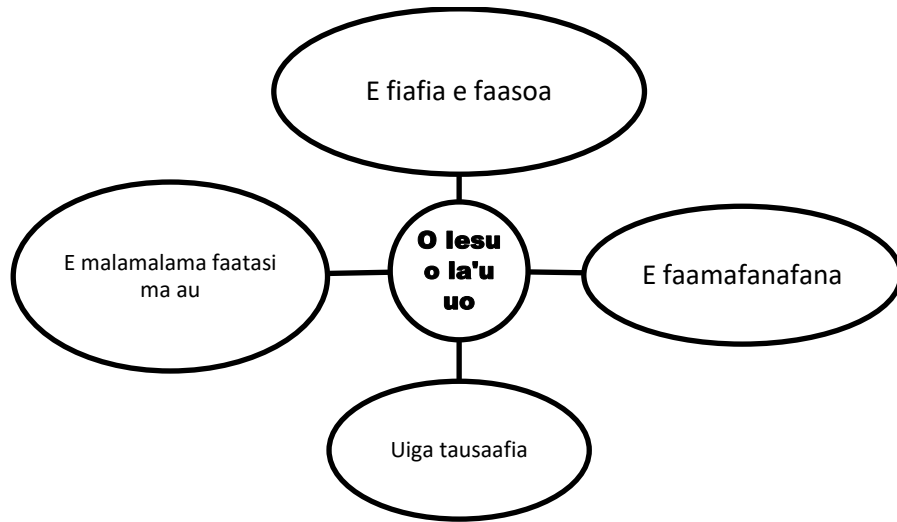 E fiafia e faasoa
E malamalama faatasi
ma au
O Iesu
o la'u
uo
E faamafanafana
Uiga tausaafia